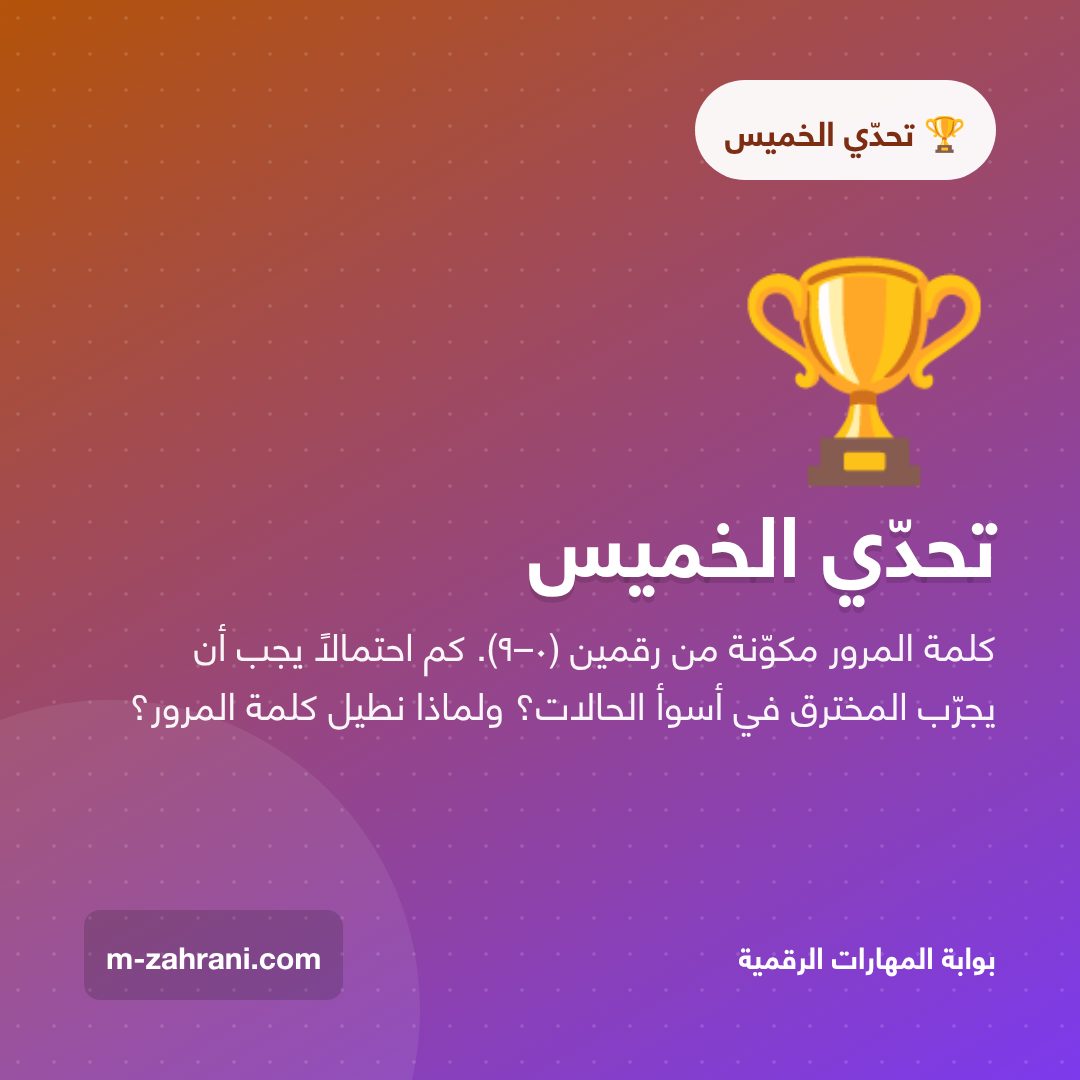 🏆 تحدّي الخميس
تحدّي الخميس
كلمة المرور مكوّنة من رقمين (٠–٩). كم احتمالاً يجب أن
يجرّب المخترق في أسوأ الحالات؟ ولماذا نطيل كلمة المرور؟
بوابة المهارات الرقمية
m-zahrani.com